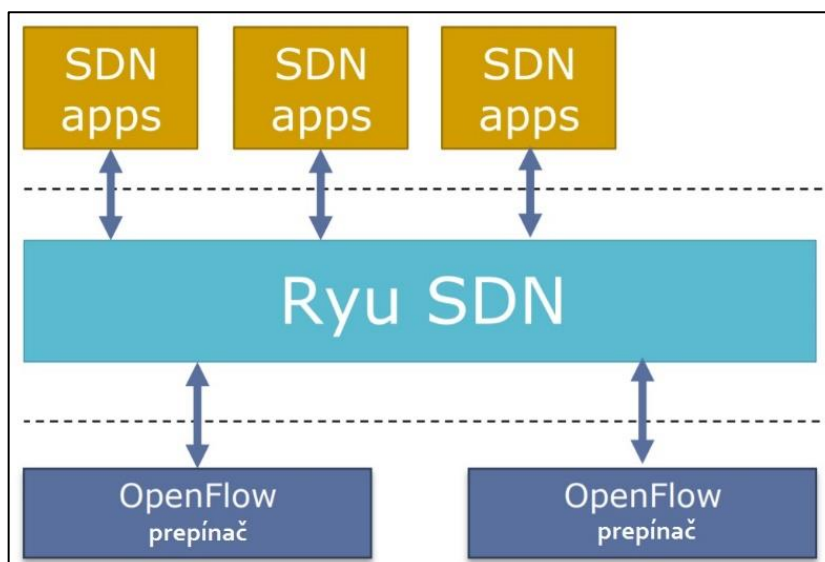 SDN
apps
SDN
apps
SDN
apps
Ryu SDN
OpenFlow
prepínač
OpenFlow
prepínač